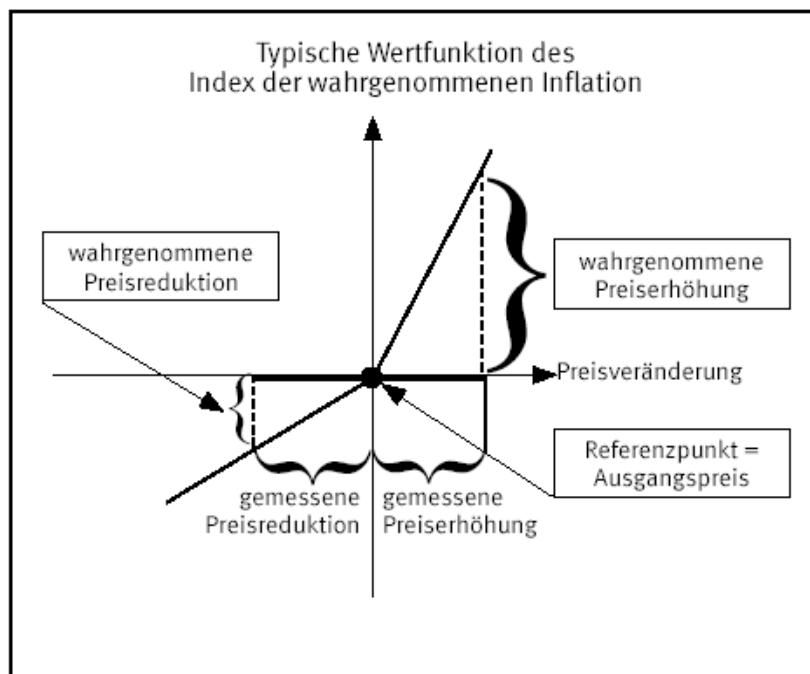 Typische Wertfunktion des
Index der wahrgenommenen Inflation
wahrgenommene
Preisreduktion
wahrgenommene
Preiserhöhung
Preisveränderung
Referenzpunkt =
Ausgangspreis
gemessene
Preisreduktion
gemessene
Preiserhöhung